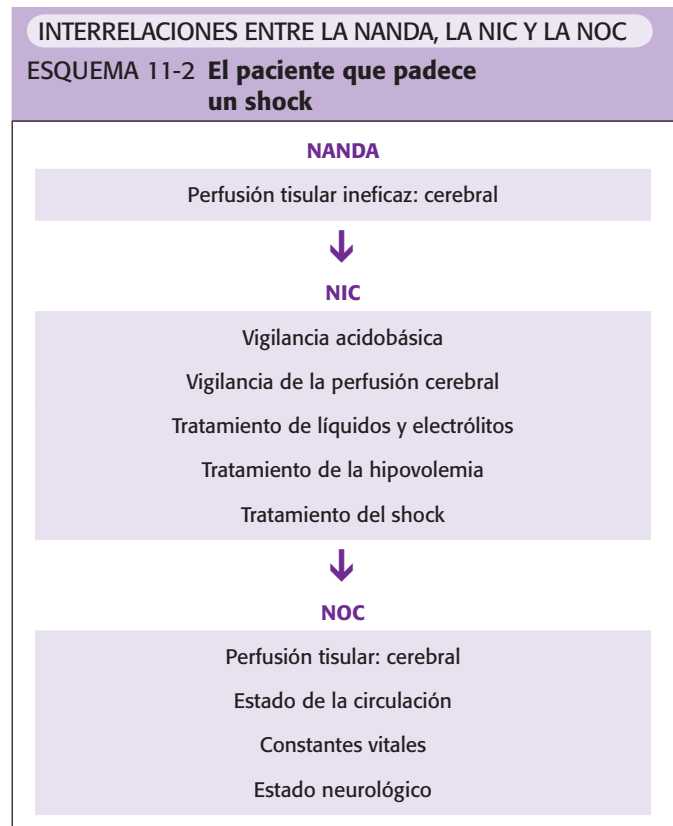 INTERRELACIONES ENTRE LA NANDA, LA NIC Y LA NOC
ESQUEMA 11-2 El paciente que padece
un shock
NANDA
Perfusión tisular ineficaz: cerebral
NIC
Vigilancia acidobásica
Vigilancia de la perfusión cerebral
Tratamiento de líquidos y electrólitos
Tratamiento de la hipovolemia
Tratamiento del shock
NOC
Perfusión tisular: cerebral
Estado de la circulación
Constantes vitales
Estado neurológico